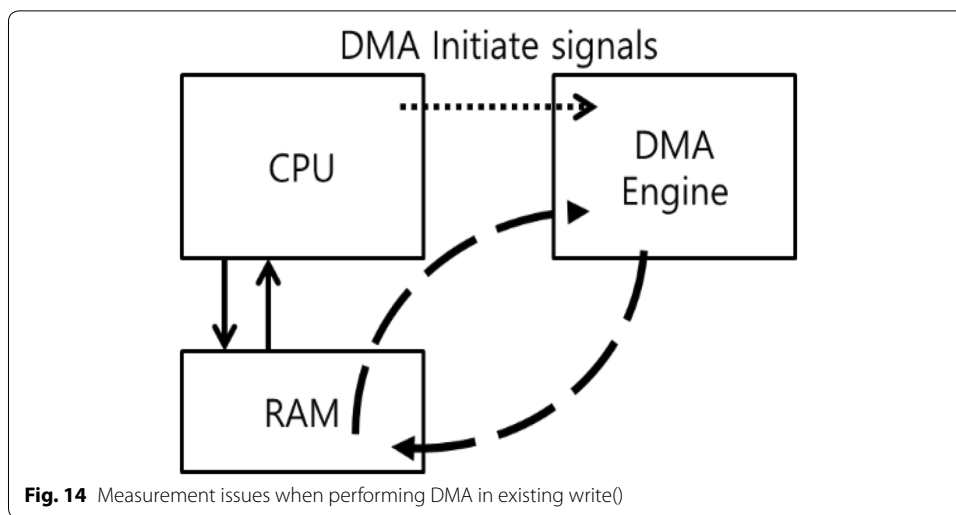 DMA Initiate signals
CPU
DMA
Engine
RAM
Fig. 14 Measurement issues when performing DMA in existing write()